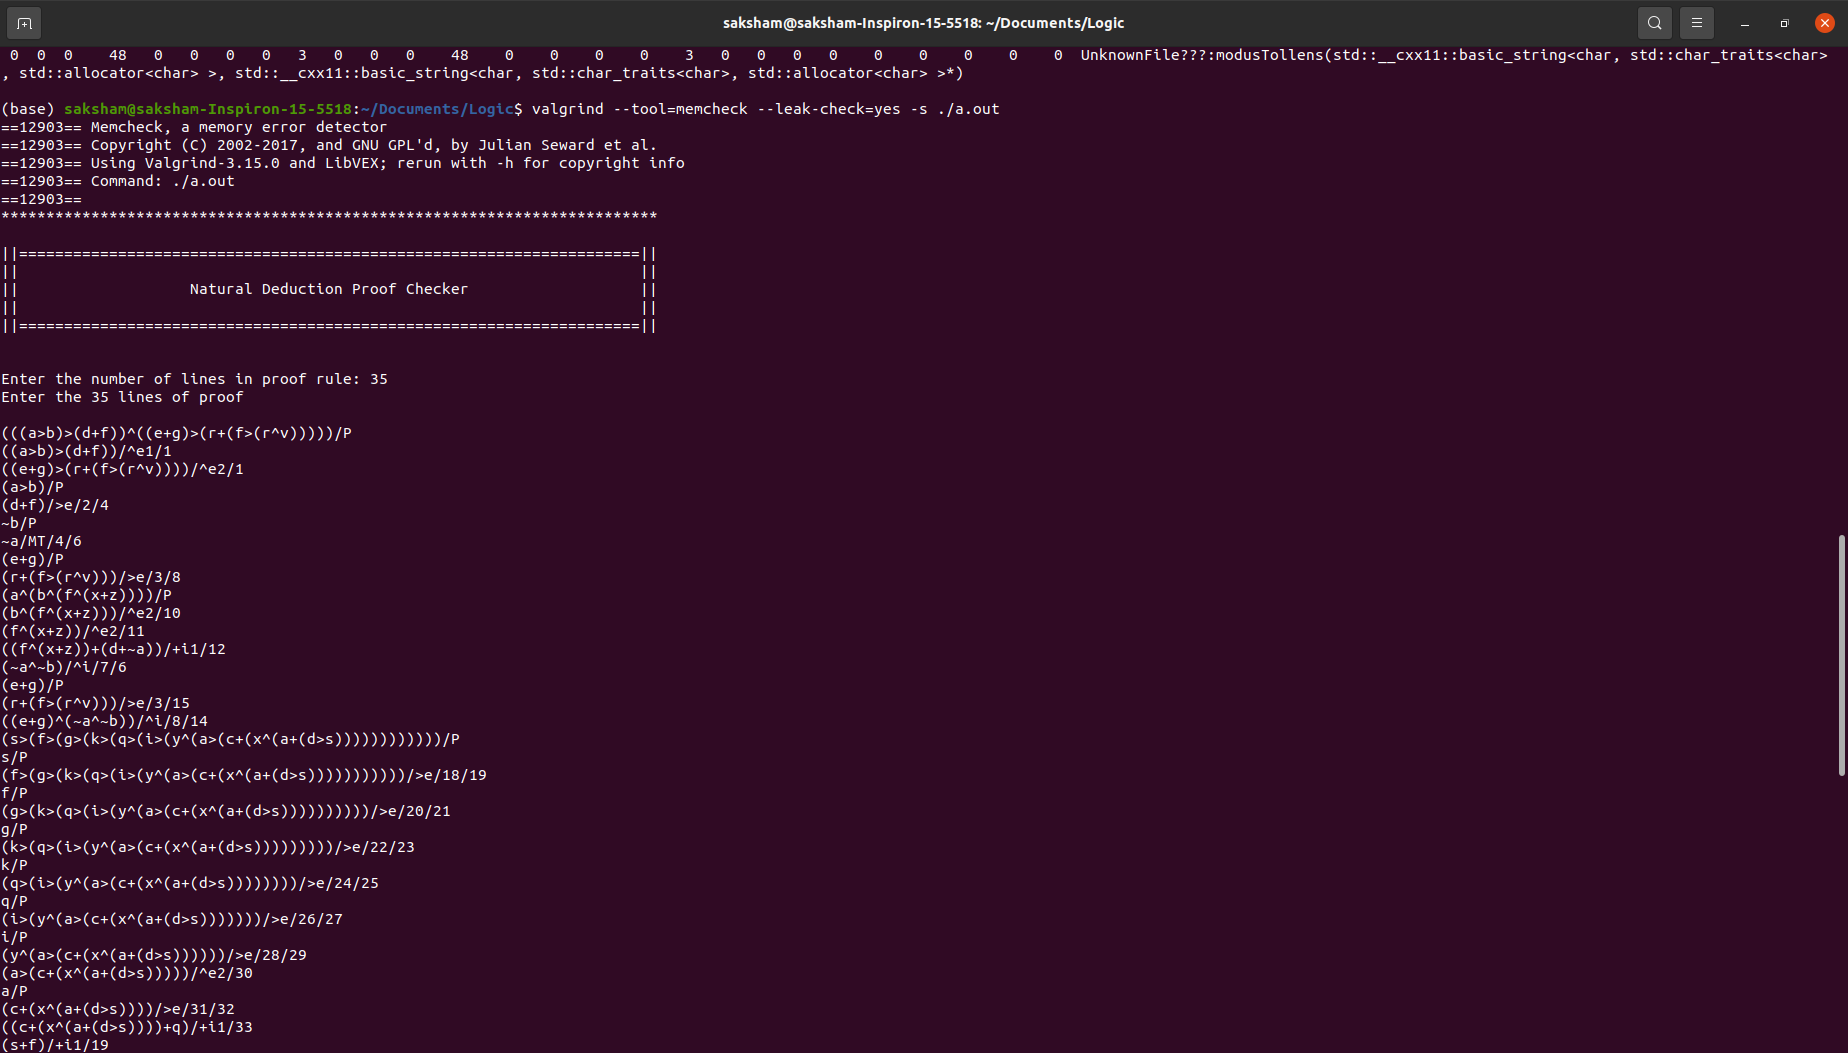 saksham@saksham-Inspiron-15-5518: ~/Documents/Logic
0 0 0 48 0 0 0 0 3 0 0 0 48 0 0 0 0 3 0 0 0 0 0 0 0 0 0 UnknownFile???:modusTollens(std::__cxx11::basic_string<char, std::char_traits<char>
, std::allocator<char> >, std::__cxx11::basic_string<char, std::char_traits<char>, std::allocator<char> >*)
(base) saksham@saksham-Inspiron-15-5518:~/Documents/Logic$ valgrind --tool=memcheck --leak-check=yes -s ./a.out
==12903== Memcheck, a memory error detector
==12903== Copyright (C) 2002-2017, and GNU GPL'd, by Julian Seward et al.
==12903== Using Valgrind-3.15.0 and LibVEX; rerun with -h for copyright info
==12903== Command: ./a.out
==12903==
*************************************************************************
||=====================================================================||
|| ||
|| Natural Deduction Proof Checker ||
|| ||
||=====================================================================||
Enter the number of lines in proof rule: 35
Enter the 35 lines of proof
(((a>b)>(d+f))^((e+g)>(r+(f>(r^v)))))/P
((a>b)>(d+f))/^e1/1
((e+g)>(r+(f>(r^v))))/^e2/1
(a>b)/P
(d+f)/>e/2/4
~b/P
~a/MT/4/6
(e+g)/P
(r+(f>(r^v)))/>e/3/8
(a^(b^(f^(x+z))))/P
(b^(f^(x+z)))/^e2/10
(f^(x+z))/^e2/11
((f^(x+z))+(d+~a))/+i1/12
(~a^~b)/^i/7/6
(e+g)/P
(r+(f>(r^v)))/>e/3/15
((e+g)^(~a^~b))/^i/8/14
(s>(f>(g>(k>(q>(i>(y^(a>(c+(x^(a+(d>s))))))))))))/P
s/P
(f>(g>(k>(q>(i>(y^(a>(c+(x^(a+(d>s)))))))))))/>e/18/19
f/P
(g>(k>(q>(i>(y^(a>(c+(x^(a+(d>s))))))))))/>e/20/21
g/P
(k>(q>(i>(y^(a>(c+(x^(a+(d>s)))))))))/>e/22/23
k/P
(q>(i>(y^(a>(c+(x^(a+(d>s))))))))/>e/24/25
q/P
(i>(y^(a>(c+(x^(a+(d>s)))))))/>e/26/27
i/P
(y^(a>(c+(x^(a+(d>s))))))/>e/28/29
(a>(c+(x^(a+(d>s)))))/^e2/30
a/P
(c+(x^(a+(d>s))))/>e/31/32
((c+(x^(a+(d>s))))+q)/+i1/33
(s+f)/+i1/19